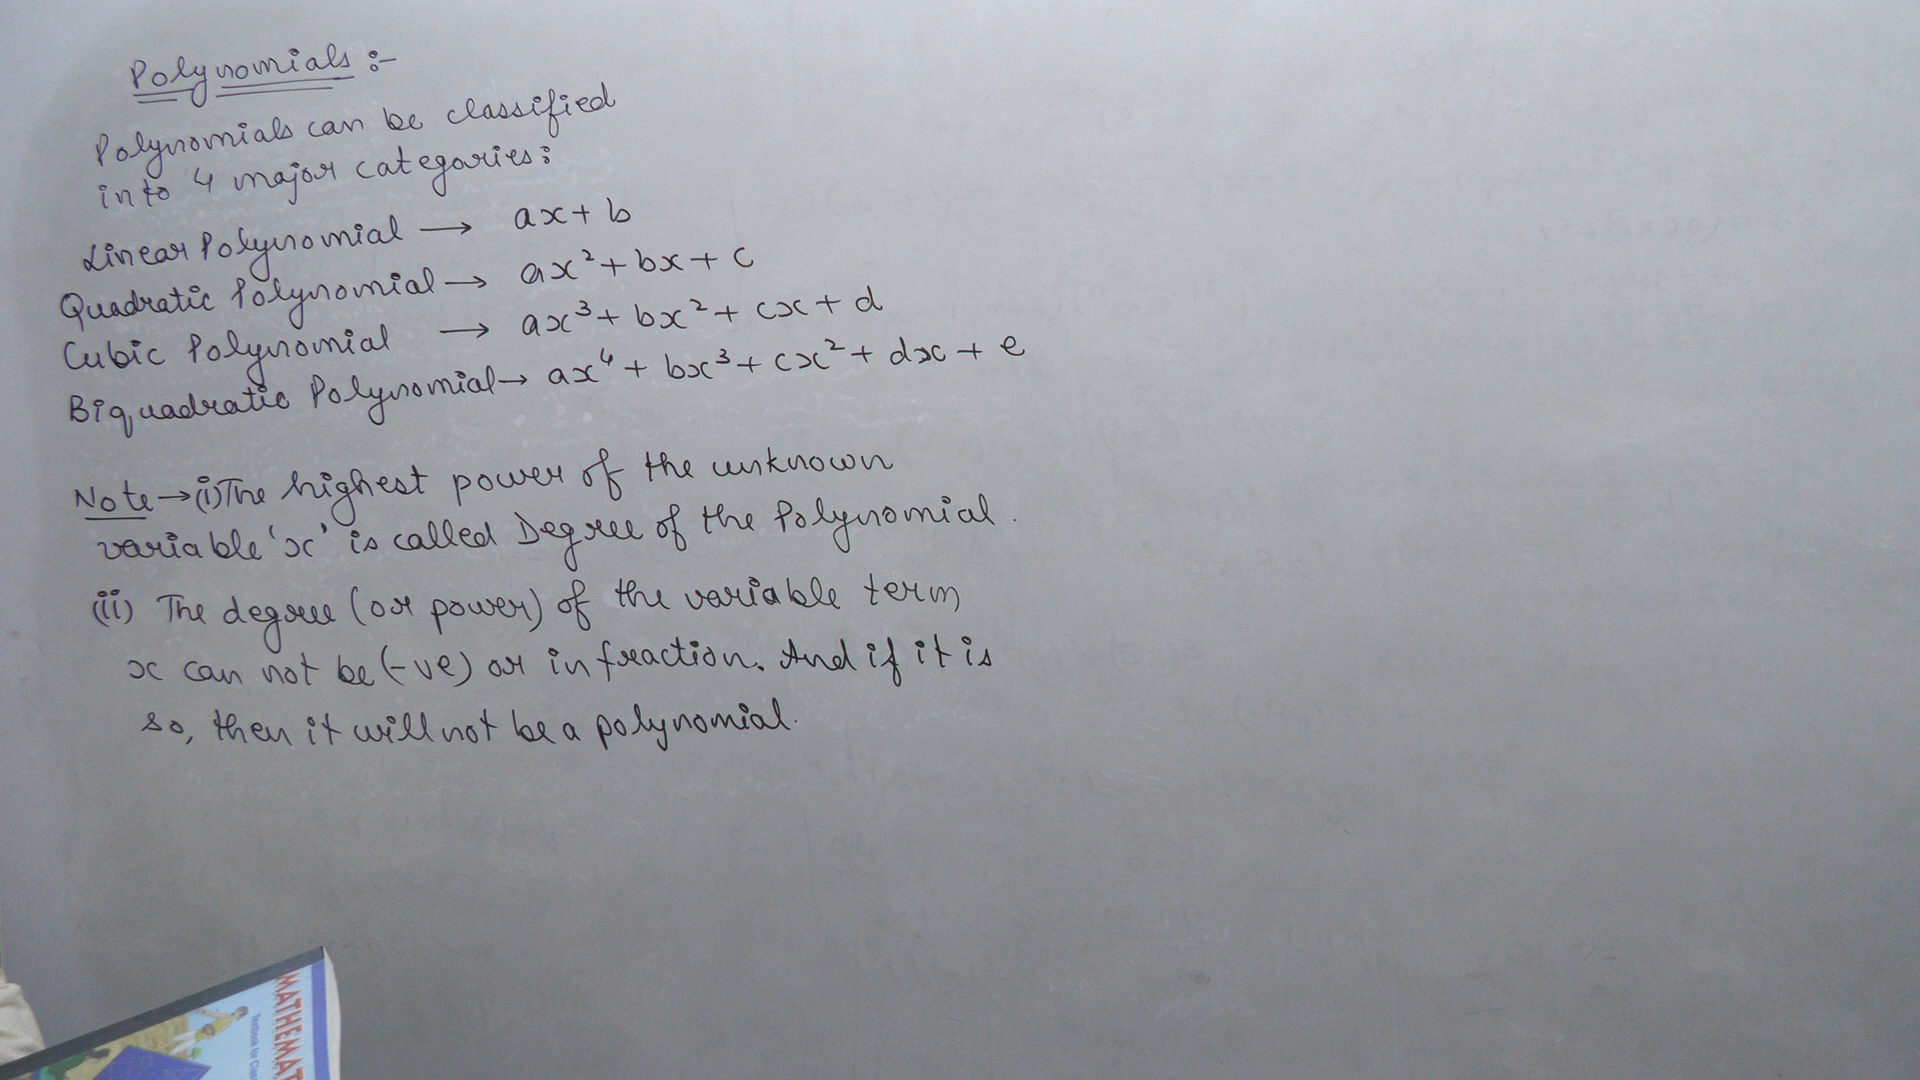 Polynomials :-
Polynomials can be classified
into 4 major categories:
Linear Polynomial → ax + b
Quadratic Polynomial → ax² + bx + c
Cubic Polynomial → ax³ + bx² + cx + d
Biquadratic Polynomial → ax⁴ + bx³ + cx² + dx + e
Note → (i) The highest power of the unknown
variable 'x' is called Degree of the Polynomial.
(ii) The degree (or power) of the variable term
x can not be (-ve) or in fraction. And if it is
so, then it will not be a polynomial.
Textbook for